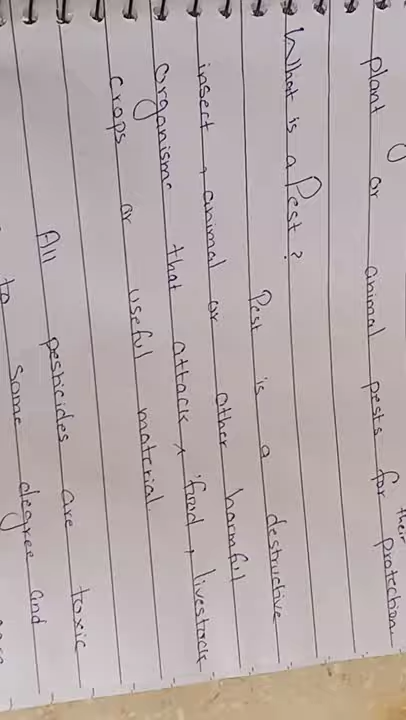 plant or animal pests for their protection
What is a Pest ?
Pest is a destructive
insect, animal or other harmful
Organisms that attack, food, livestock
crops or useful material
All pesticides are toxic
to some degree and